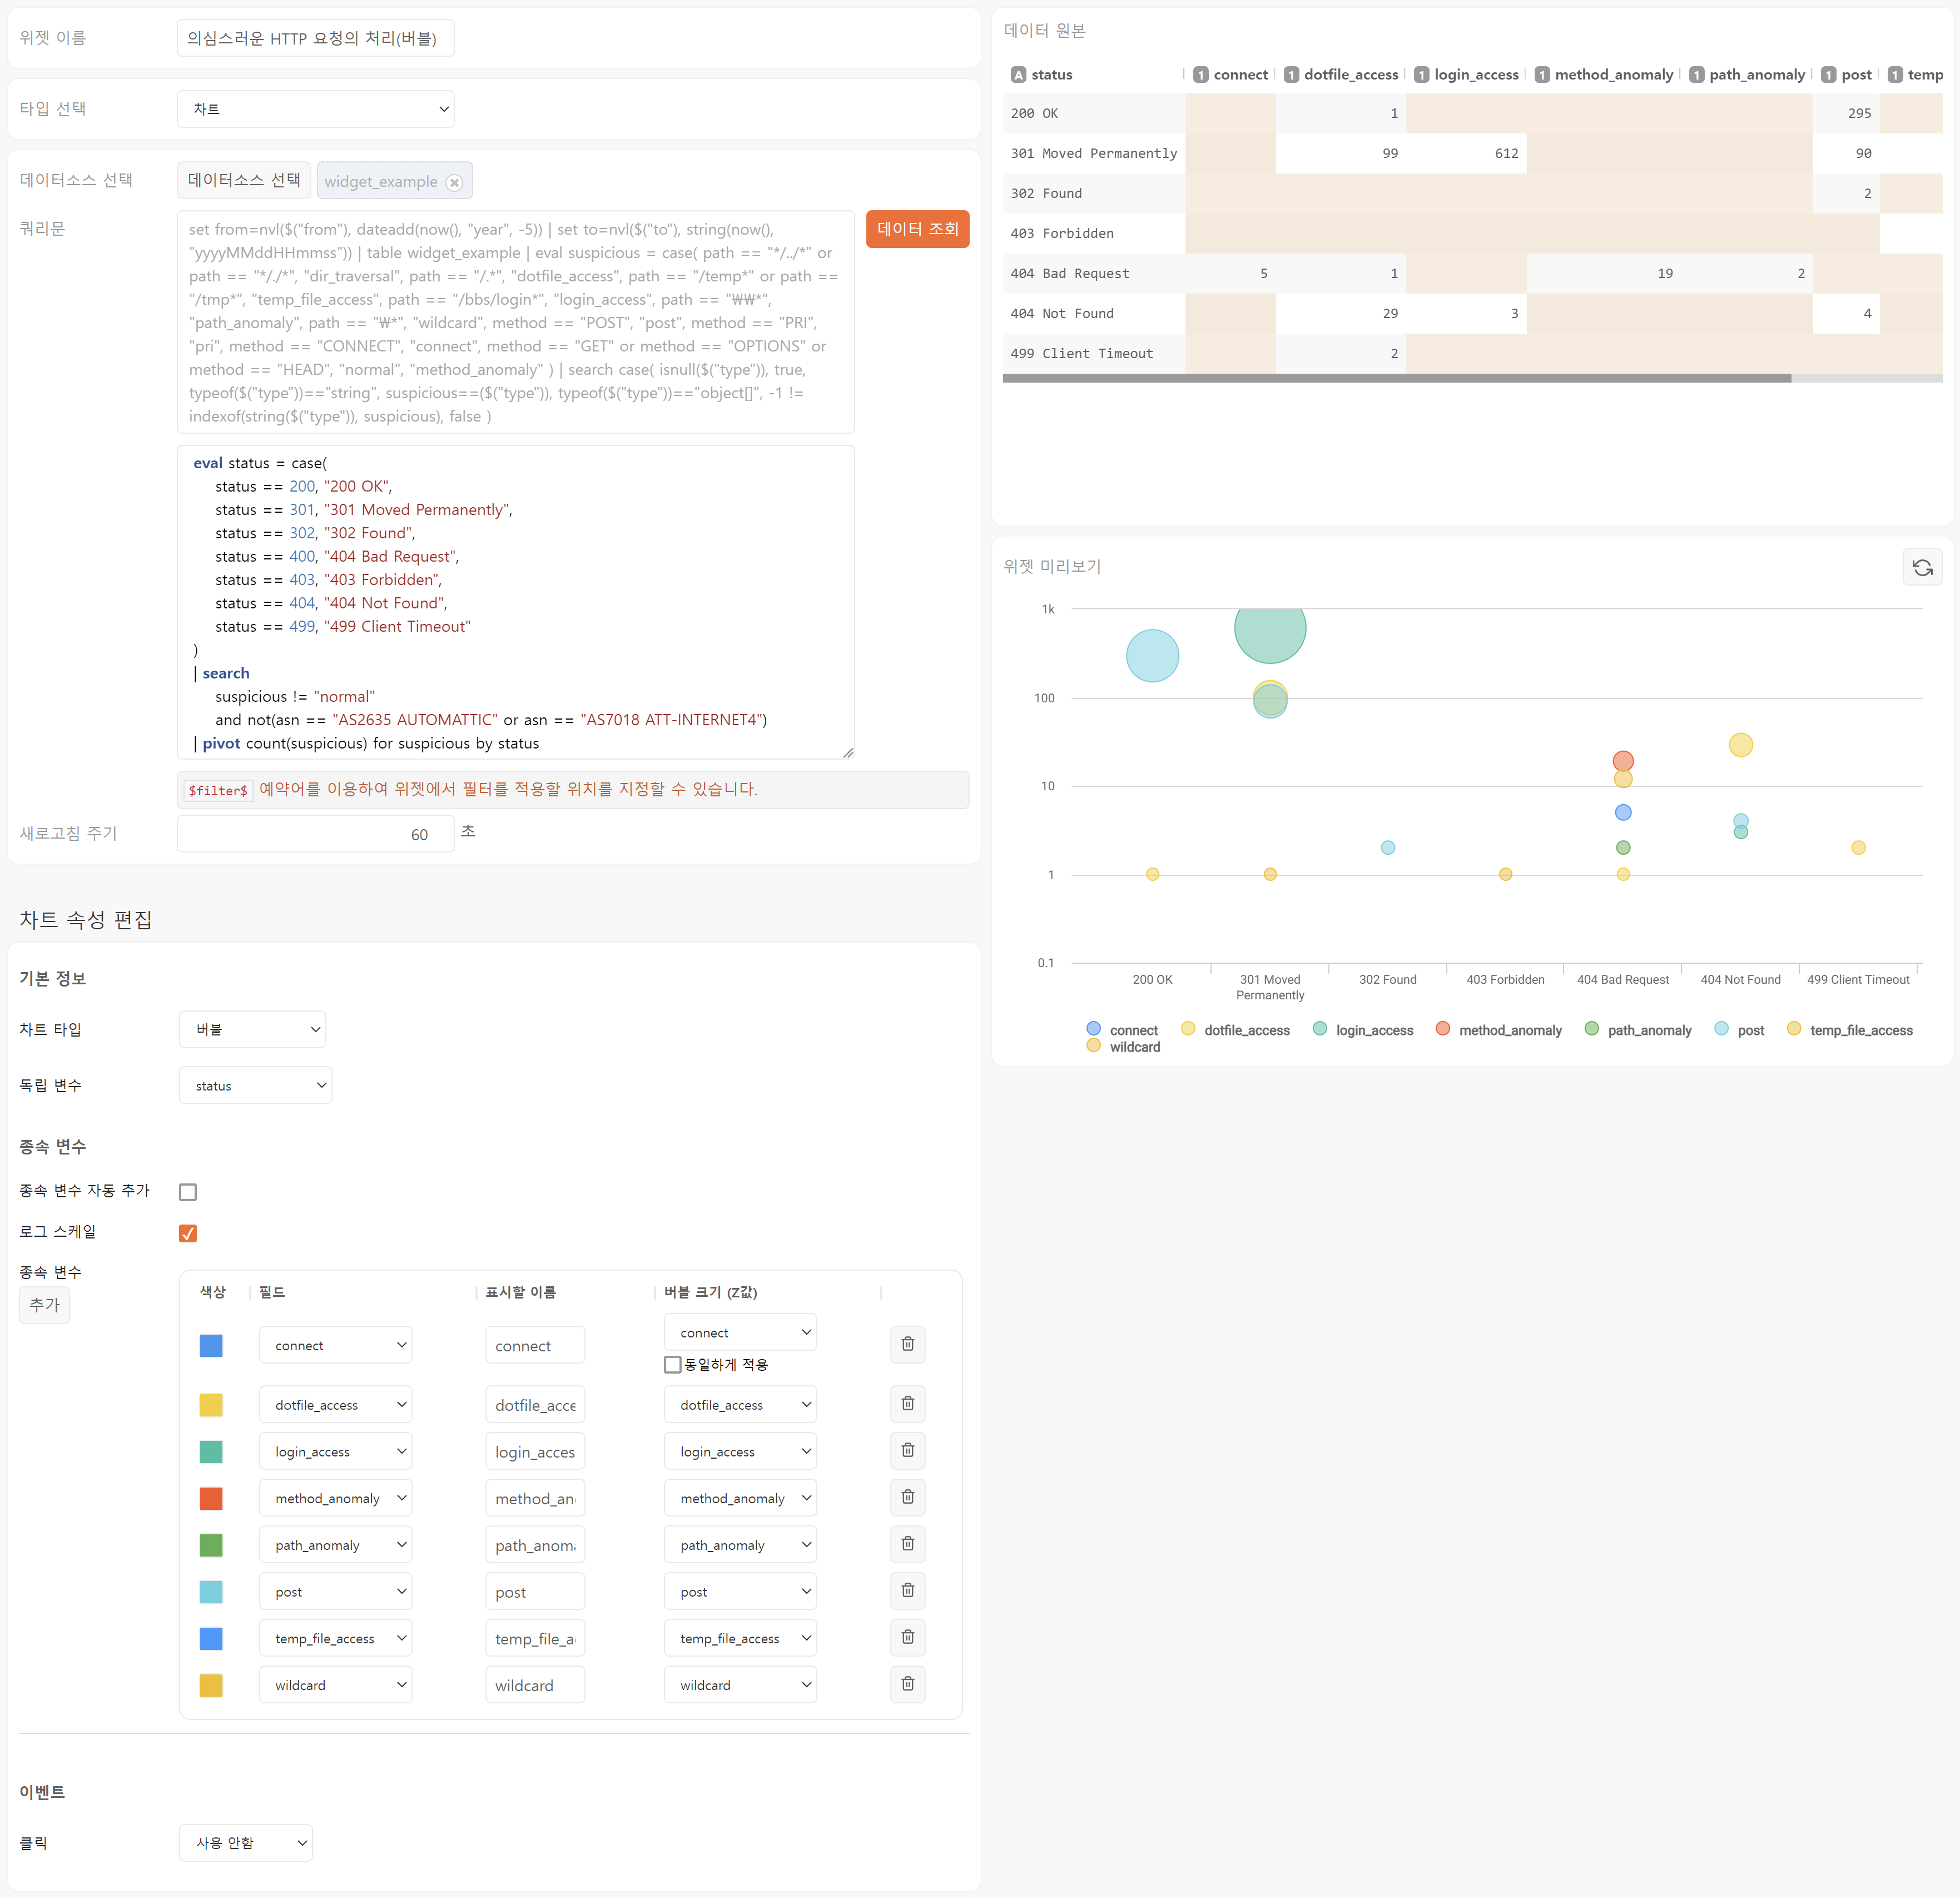 위젯 이름
의심스러운 HTTP 요청의 처리(버블)
타입 선택
차트
데이터소스 선택
데이터소스 선택
widget_example
쿼리문
set from=nvl($("from"), dateadd(now(), "year", -5)) | set to=nvl($("to"), string(now(),
"yyyyMMddHHmmss")) | table widget_example | eval suspicious = case( path == "*/../*" or
path == "*/./*", "dir_traversal", path == "/.*", "dotfile_access", path == "/temp*" or path ==
"/tmp*", "temp_file_access", path == "/bbs/login*", "login_access", path == "₩₩*",
"path_anomaly", path == "₩*", "wildcard", method == "POST", "post", method == "PRI",
"pri", method == "CONNECT", "connect", method == "GET" or method == "OPTIONS" or
method == "HEAD", "normal", "method_anomaly" ) | search case( isnull($("type")), true,
typeof($("type"))=="string", suspicious==($("type")), typeof($("type"))=="object[]", -1 !=
indexof(string($("type")), suspicious), false )
데이터 조회
eval status = case(
status == 200, "200 OK",
status == 301, "301 Moved Permanently",
status == 302, "302 Found",
status == 400, "404 Bad Request",
status == 403, "403 Forbidden",
status == 404, "404 Not Found",
status == 499, "499 Client Timeout"
)
| search
suspicious != "normal"
and not(asn == "AS2635 AUTOMATTIC" or asn == "AS7018 ATT-INTERNET4")
| pivot count(suspicious) for suspicious by status
$filter$ 예약어를 이용하여 위젯에서 필터를 적용할 위치를 지정할 수 있습니다.
새로고침 주기
60 초
차트 속성 편집
기본 정보
차트 타입
버블
독립 변수
status
종속 변수
종속 변수 자동 추가
로그 스케일
종속 변수
추가
색상 필드 표시할 이름 버블 크기 (Z값)
connect connect connect
동일하게 적용
dotfile_access dotfile_acce dotfile_access
login_access login_acces login_access
method_anomaly method_an method_anomaly
path_anomaly path_anoma path_anomaly
post post post
temp_file_access temp_file_a temp_file_access
wildcard wildcard wildcard
이벤트
클릭
사용 안함
데이터 원본
A status 1 connect 1 dotfile_access 1 login_access 1 method_anomaly 1 path_anomaly 1 post 1 temp
200 OK 1 295
301 Moved Permanently 99 612 90
302 Found 2
403 Forbidden
404 Bad Request 5 1 19 2
404 Not Found 29 3 4
499 Client Timeout 2
위젯 미리보기
1k
100
10
1
0.1
200 OK
301 Moved
Permanently
302 Found
403 Forbidden
404 Bad Request
404 Not Found
499 Client Timeout
connect dotfile_access login_access method_anomaly path_anomaly post temp_file_access
wildcard